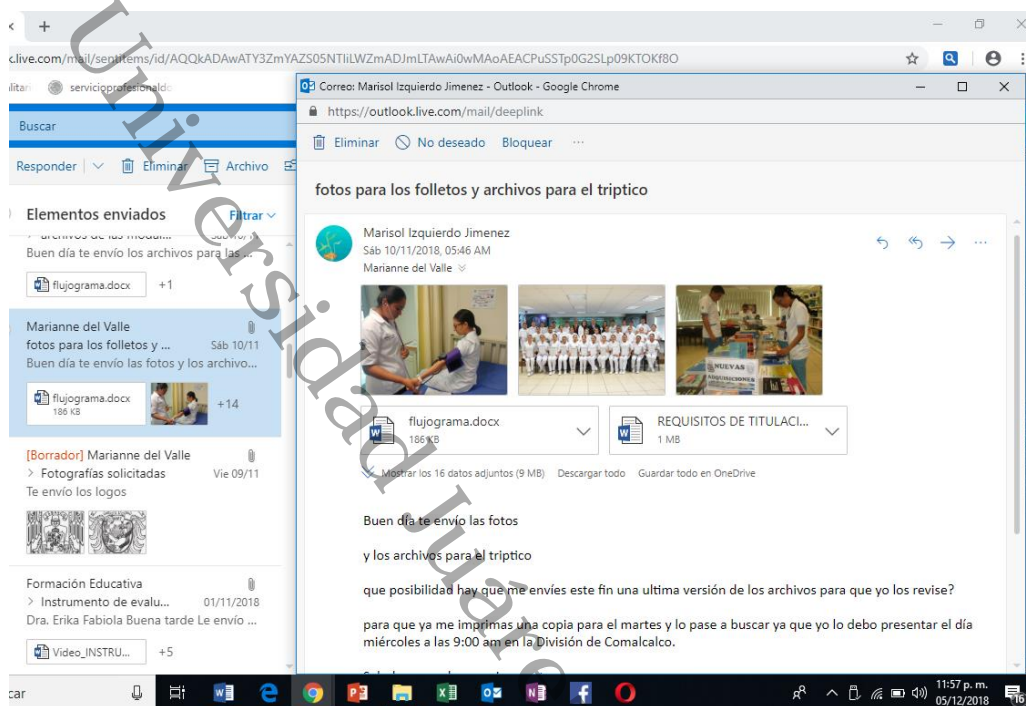 k.live.com/mail/sentitems/id/AQQkADAwATY3ZmYAZS05NTliLWZmADJmLTAwAi0wMAoAEACPuSSTp0G2SLp09KTOKf8O
servicioprofesionaldo
Correo: Marisol Izquierdo Jimenez - Outlook - Google Chrome
https://outlook.live.com/mail/deeplink
Buscar
Eliminar No deseado Bloquear ...
Responder Eliminar Archivo
fotos para los folletos y archivos para el triptico
Elementos enviados Filtrar
Buen día te envío los archivos para las ...
flujograma.docx +1
Marianne del Valle
fotos para los folletos y ... Sáb 10/11
Buen día te envío las fotos y los archivo...
flujograma.docx
186 KB
+14
[Borrador] Marianne del Valle
> Fotografías solicitadas Vie 09/11
Te envío los logos
Formación Educativa
> Instrumento de evalu... 01/11/2018
Dra. Erika Fabiola Buena tarde Le envío ...
Video_INSTRU... +5
Marisol Izquierdo Jimenez
Sáb 10/11/2018, 05:46 AM
Marianne del Valle
NUEVAS
ADQUISICIONES
flujograma.docx
186 KB
REQUISITOS DE TITULACI...
1 MB
Mostrar los 16 datos adjuntos (9 MB) Descargar todo Guardar todo en OneDrive
Buen día te envío las fotos
y los archivos para el triptico
que posibilidad hay que me envíes este fin una ultima versión de los archivos para que yo los revise?
para que ya me imprimas una copia para el martes y lo pase a buscar ya que yo lo debo presentar el día
miércoles a las 9:00 am en la División de Comalcalco.
car
11:57 p. m.
05/12/2018
16
Universidad Juáre